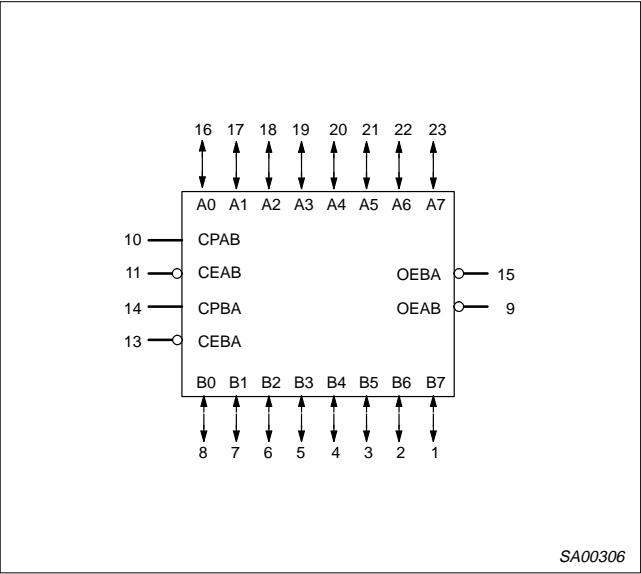 16 17 18 19 20 21 22 23
A0 A1 A2 A3 A4 A5 A6 A7
10 CPAB
11 CEAB OEBA 15
14 CPBA OEAB 9
13 CEBA
B0 B1 B2 B3 B4 B5 B6 B7
8 7 6 5 4 3 2 1
SA00306